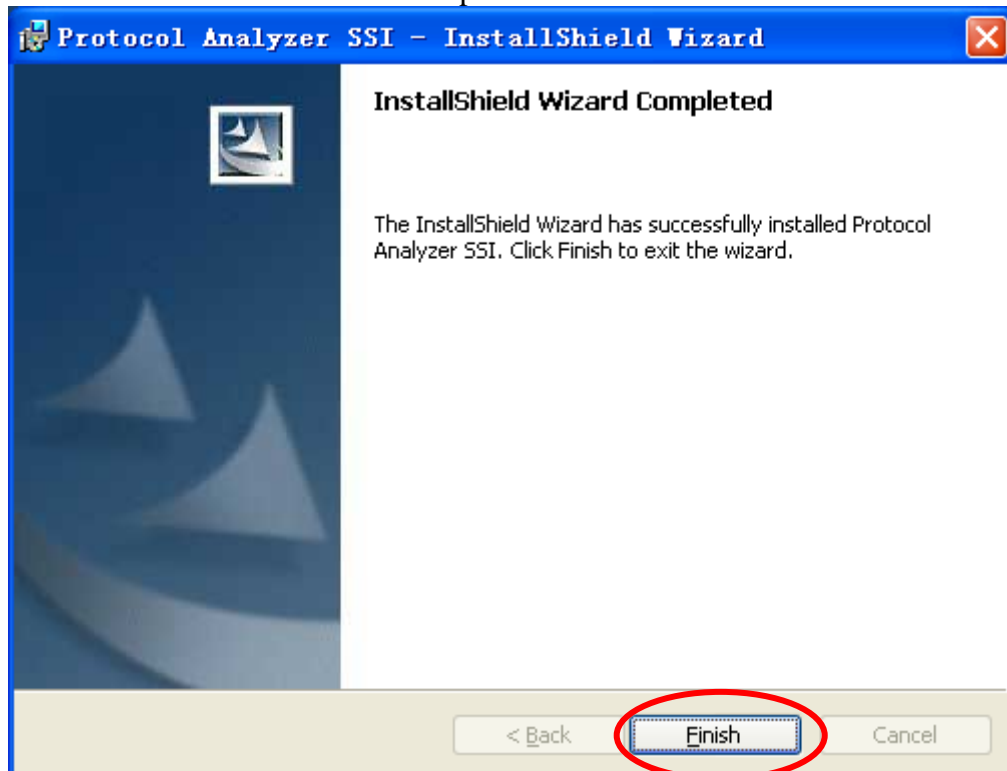 Protocol Analyzer SSI - InstallShield Wizard
InstallShield Wizard Completed
The InstallShield Wizard has successfully installed Protocol
Analyzer SSI. Click Finish to exit the wizard.
< Back
Finish
Cancel